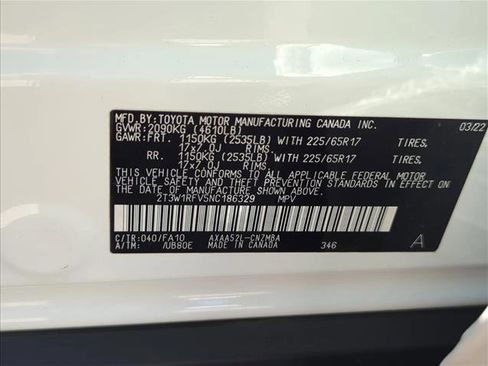 MFD.BY:TOYOTA MOTOR MANUFACTURING CANADA INC. 03/22
GVWR:2090KG (4610LB)
GAWR:FRT. 1150KG (2535LB) WITH 225/65R17 TIRES,
17x7.0J RIMS,
RR. 1150KG (2535LB) WITH 225/65R17 TIRES,
17x7.0J RIMS,
THIS VEHICLE CONFORMS TO ALL APPLICABLE FEDERAL MOTOR
VEHICLE SAFETY STANDARDS IN EFFECT ON THE DATE OF
MANUFACTURE SHOWN ABOVE.
2T3W1RFV5NC186329 MPV
C/TR:040/FA10 AXAA52L-CNZMBA 346 A
A/TM: /UB80E MADE IN CANADA